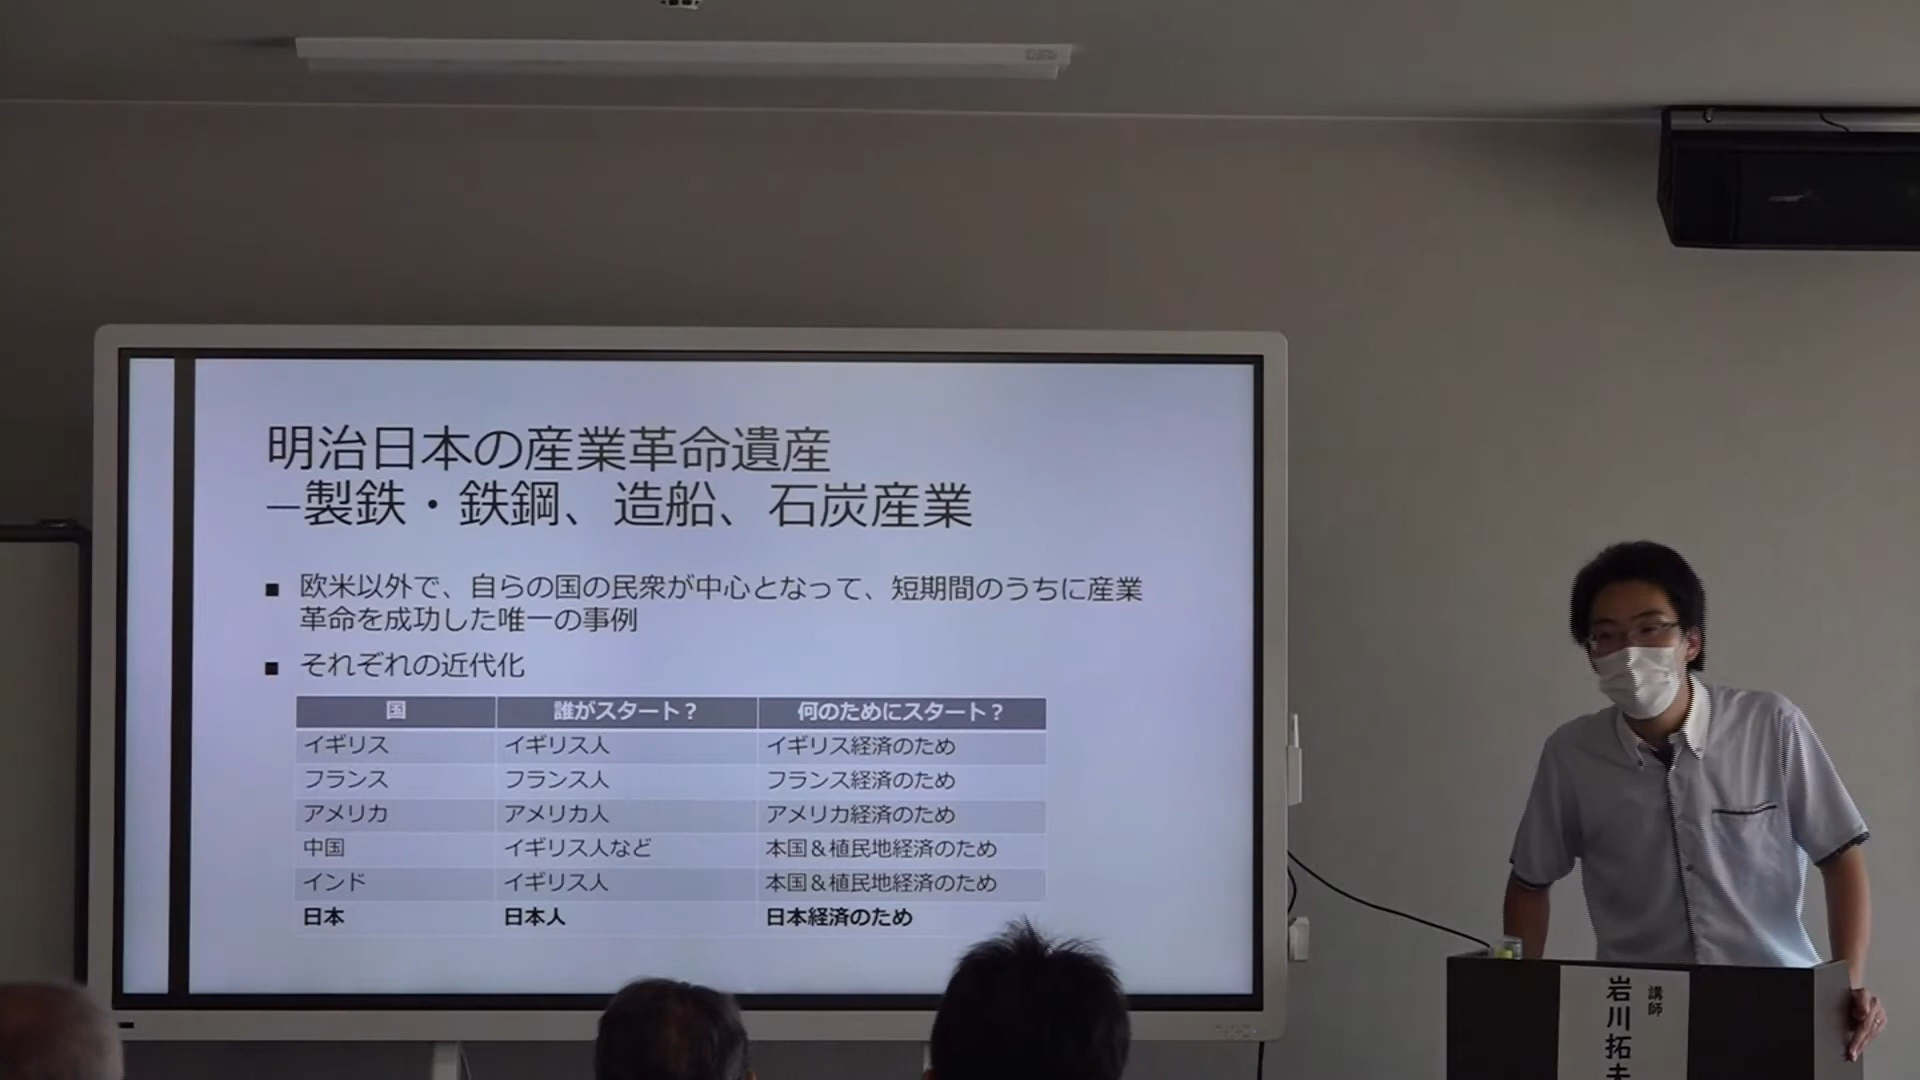 明治日本の産業革命遺産
―製鉄・鉄鋼、造船、石炭産業
■ 欧米以外で、自らの国の民衆が中心となって、短期間のうちに産業
革命を成功した唯一の事例
■ それぞれの近代化
国 誰がスタート？ 何のためにスタート？
イギリス イギリス人 イギリス経済のため
フランス フランス人 フランス経済のため
アメリカ アメリカ人 アメリカ経済のため
中国 イギリス人など 本国＆植民地経済のため
インド イギリス人 本国＆植民地経済のため
日本 日本人 日本経済のため
講師
岩川拓夫